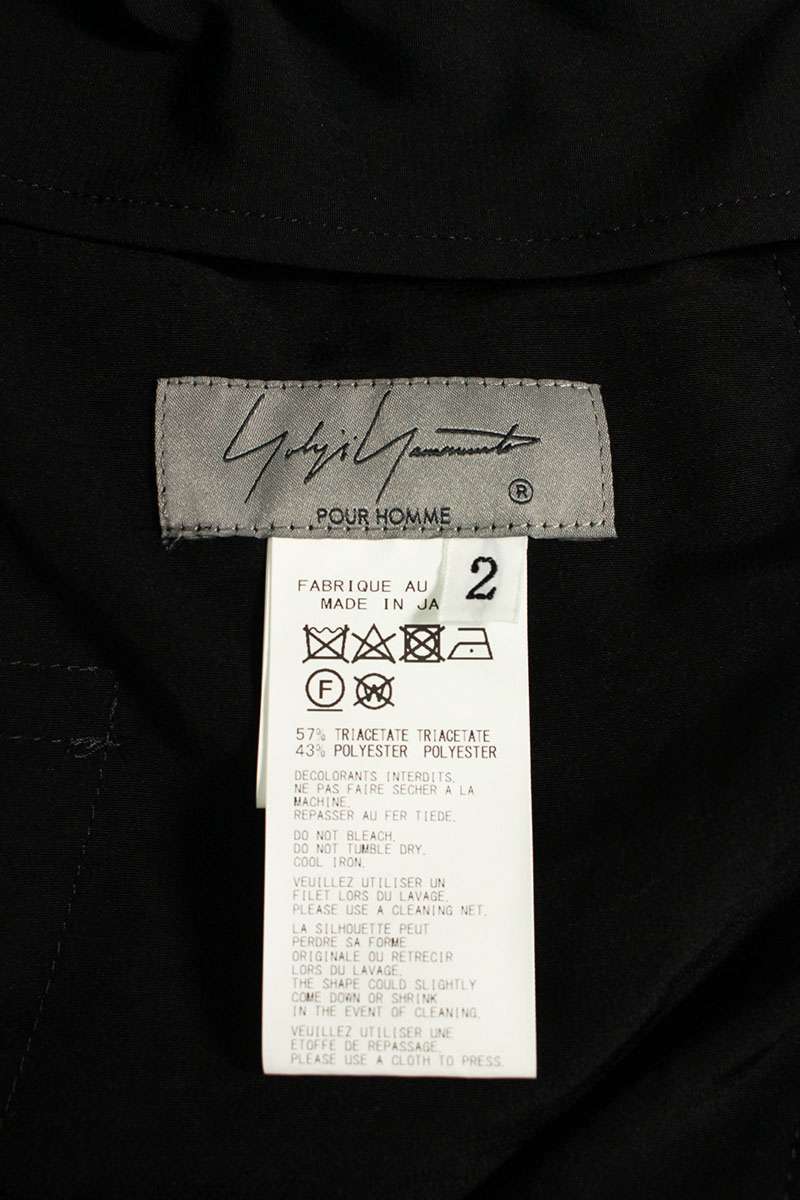 Yohji Yamamoto
®
POUR HOMME
2
FABRIQUE AU
MADE IN JA
F W
57% TRIACETATE TRIACETATE
43% POLYESTER POLYESTER
DECOLORANTS INTERDITS.
NE PAS FAIRE SECHER A LA
MACHINE.
REPASSER AU FER TIEDE.
DO NOT BLEACH.
DO NOT TUMBLE DRY.
COOL IRON.
VEUILLEZ UTILISER UN
FILET LORS DU LAVAGE.
PLEASE USE A CLEANING NET.
LA SILHOUETTE PEUT
PERDRE SA FORME
ORIGINALE OU RETRECIR
LORS DU LAVAGE.
THE SHAPE COULD SLIGHTLY
COME DOWN OR SHRINK
IN THE EVENT OF CLEANING.
VEUILLEZ UTILISER UNE
ETOFFE DE REPASSAGE.
PLEASE USE A CLOTH TO PRESS.